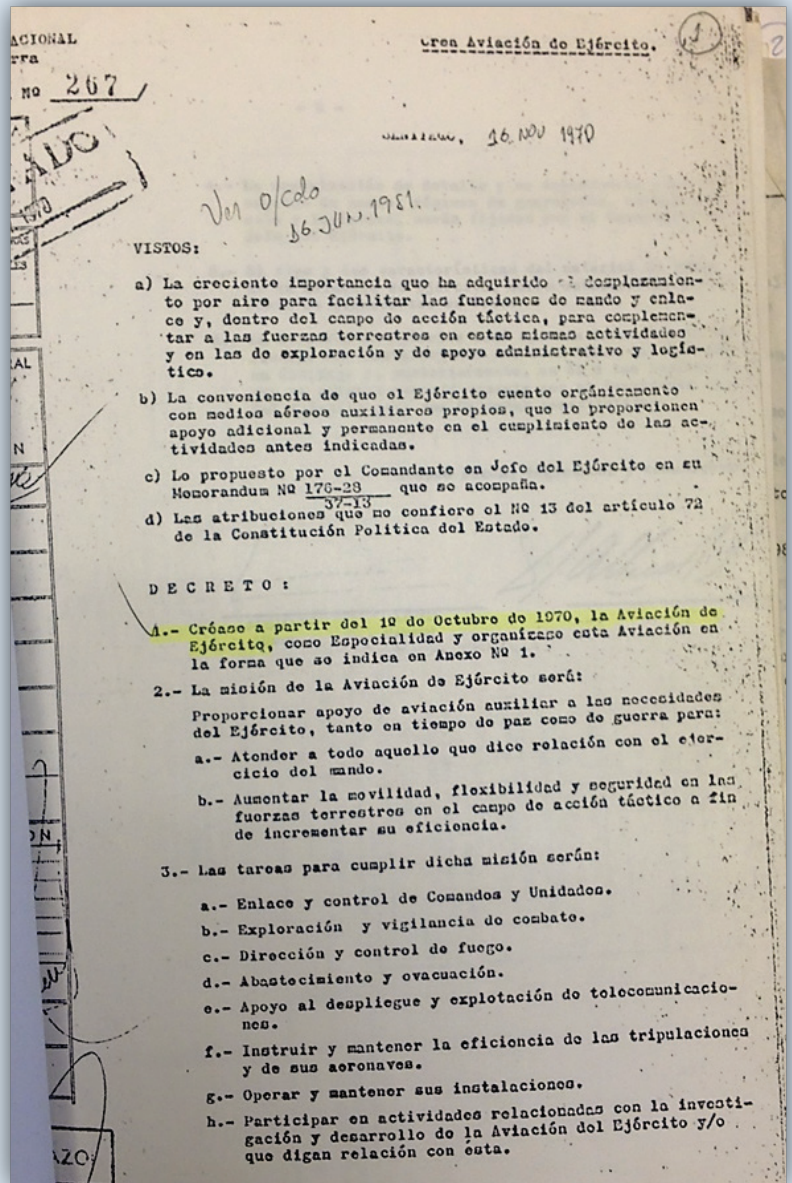 ACIONAL
rra
Crea Aviación de Ejército.
1
2
Nº 267
TADO
1970
16 NOV 1970
Ver O/Cdo
16.JUN.1951.
VISTOS:
a) La creciente importancia que ha adquirido el desplazamien-
to por aire para facilitar las funciones de mando y enla-
ce y, dentro del campo de acción táctica, para complemen-
tar a las fuerzas terrestres en estas mismas actividades
y en las de exploración y de apoyo administrativo y logís-
tico.
b) La conveniencia de que el Ejército cuente orgánicamente
con medios aéreos auxiliares propios, que le proporcionen
apoyo adicional y permanente en el cumplimiento de las ac-
tividades antes indicadas.
c) Lo propuesto por el Comandante en Jefe del Ejército en su
Memorandum Nº 176-28 que se acompaña.
37-13
d) Las atribuciones que me confiere el Nº 13 del artículo 72
de la Constitución Politica del Estado.
D E C R E T O :
1.- Créase a partir del 1º de Octubre de 1970, la Aviación de
Ejército, como Especialidad y organízase esta Aviación en
la forma que se indica en Anexo Nº 1.
2.- La misión de la Aviación de Ejército será:
Proporcionar apoyo de aviación auxiliar a las necesidades
del Ejército, tanto en tiempo de paz como de guerra para:
a.- Atender a todo aquello que dice relación con el ejer-
cicio del mando.
b.- Aumentar la movilidad, flexibilidad y seguridad en las
fuerzas terrestres en el campo de acción táctico a fin
de incrementar su eficiencia.
3.- Las tareas para cumplir dicha misión serán:
a.- Enlace y control de Comandos y Unidades.
b.- Exploración y vigilancia de combate.
c.- Dirección y control de fuego.
d.- Abastecimiento y evacuación.
e.- Apoyo al despliegue y explotación de telecomunicacio-
nes.
f.- Instruir y mantener la eficiencia de las tripulaciones
y de sus aeronaves.
g.- Operar y mantener sus instalaciones.
h.- Participar en actividades relacionadas con la investi-
gación y desarrollo de la Aviación del Ejército y/o
que digan relación con ésta.
RAL
N
ON
AZO: